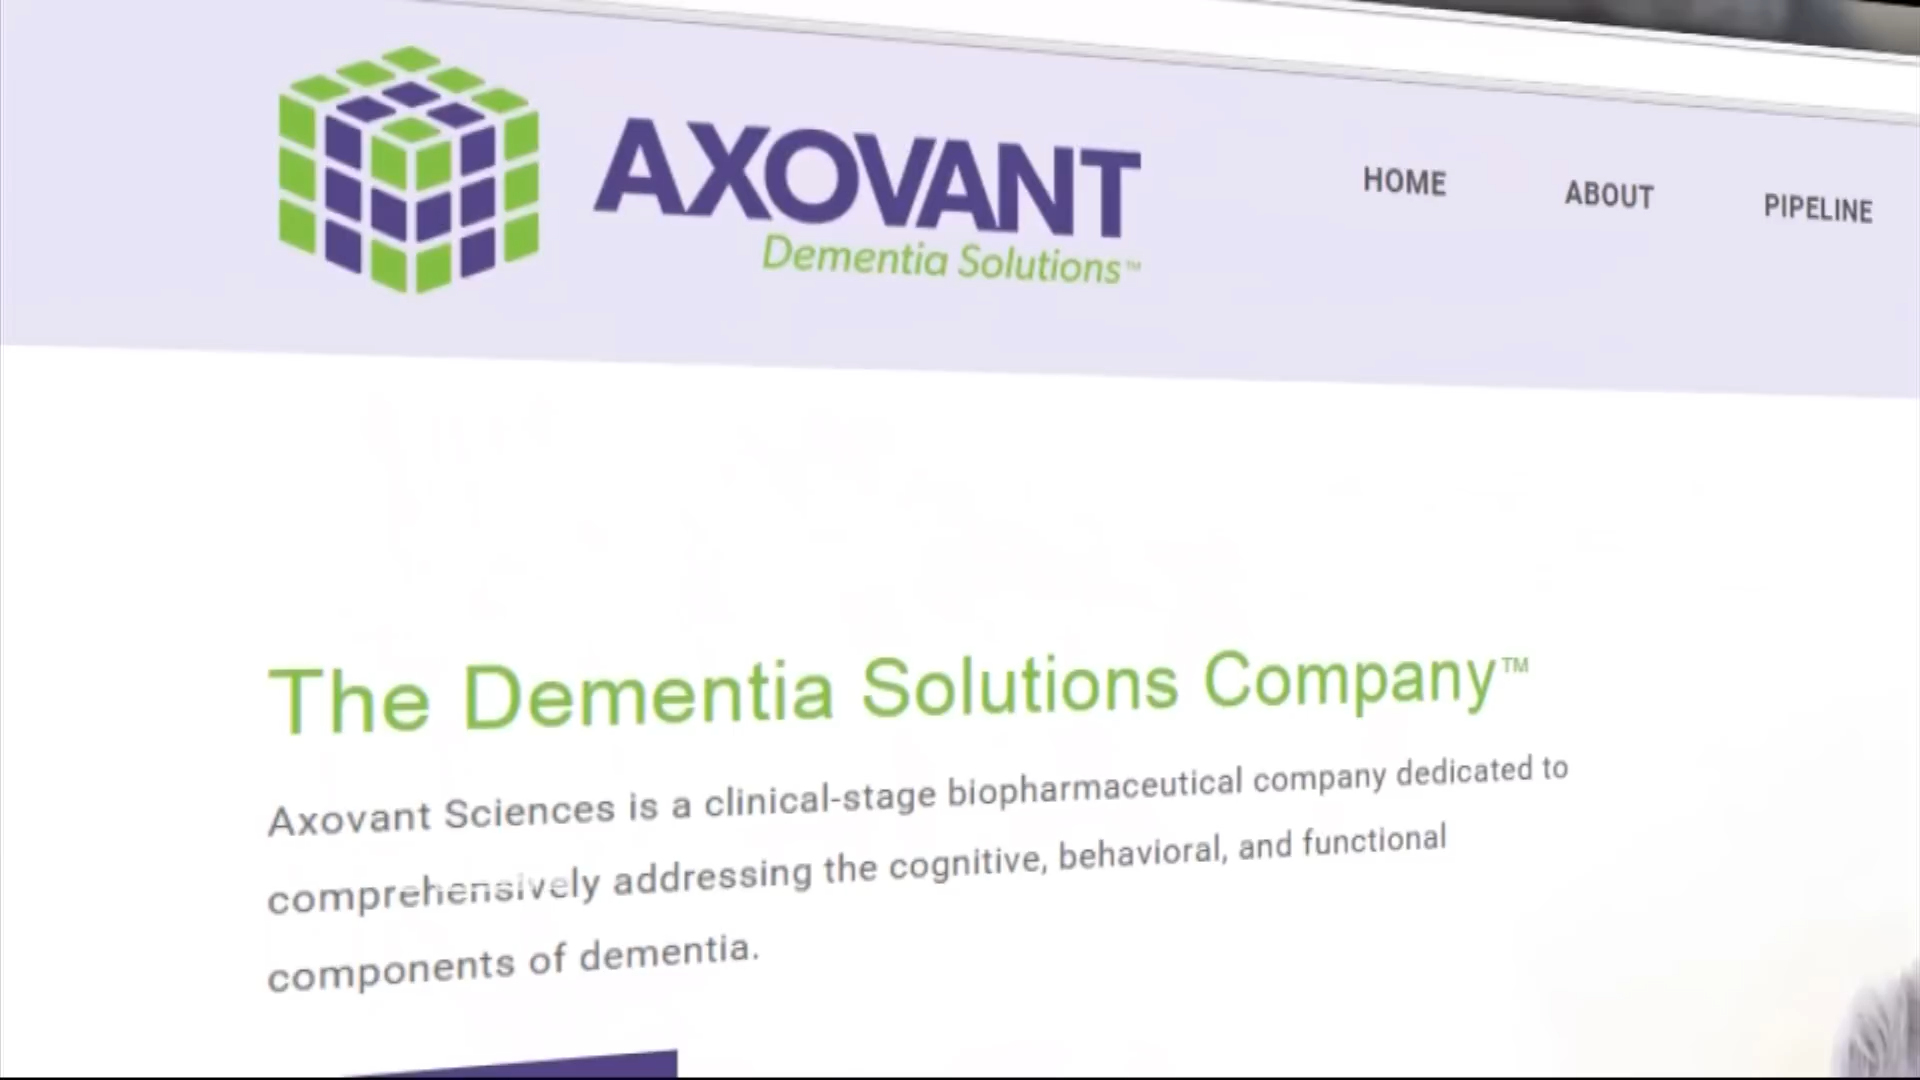 AXOVANT
Dementia Solutions™
HOME ABOUT PIPELINE
The Dementia Solutions Company™
Axovant Sciences is a clinical-stage biopharmaceutical company dedicated to
comprehensively addressing the cognitive, behavioral, and functional
components of dementia.